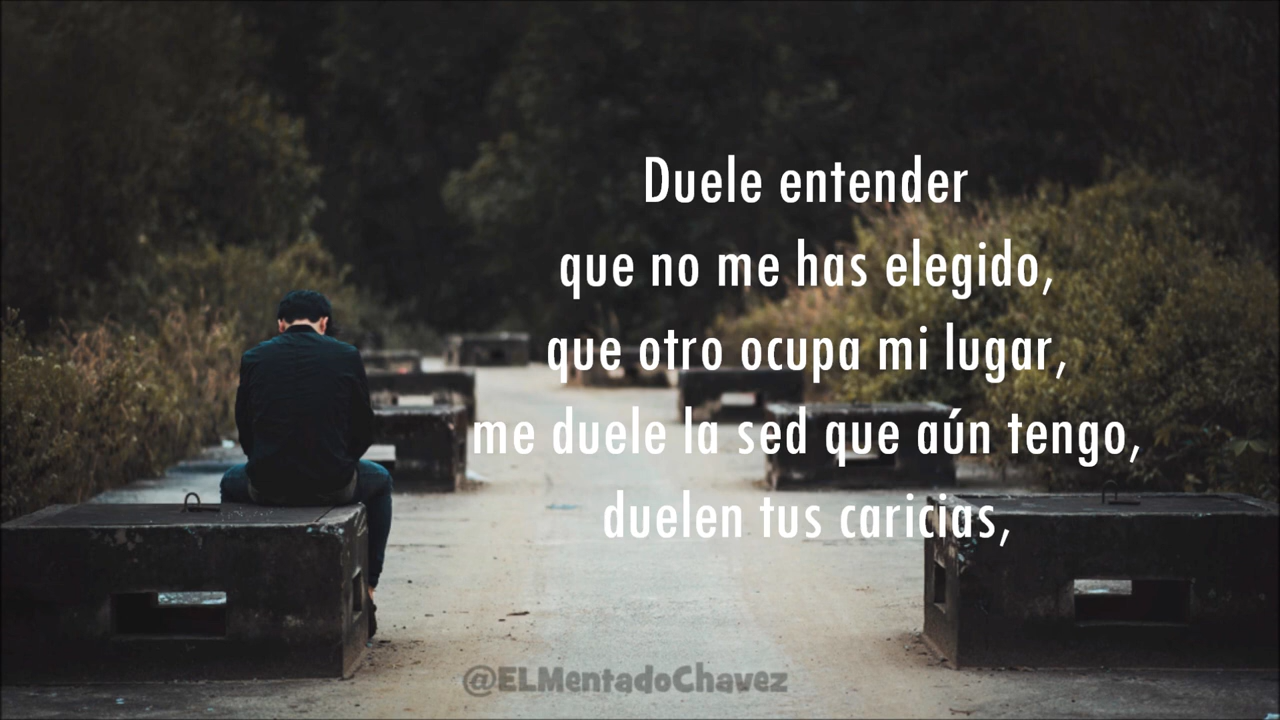 Duele entender
que no me has elegido,
que otro ocupa mi lugar,
me duele la sed que aún tengo,
duelen tus caricias,
@ELMentadoChavez